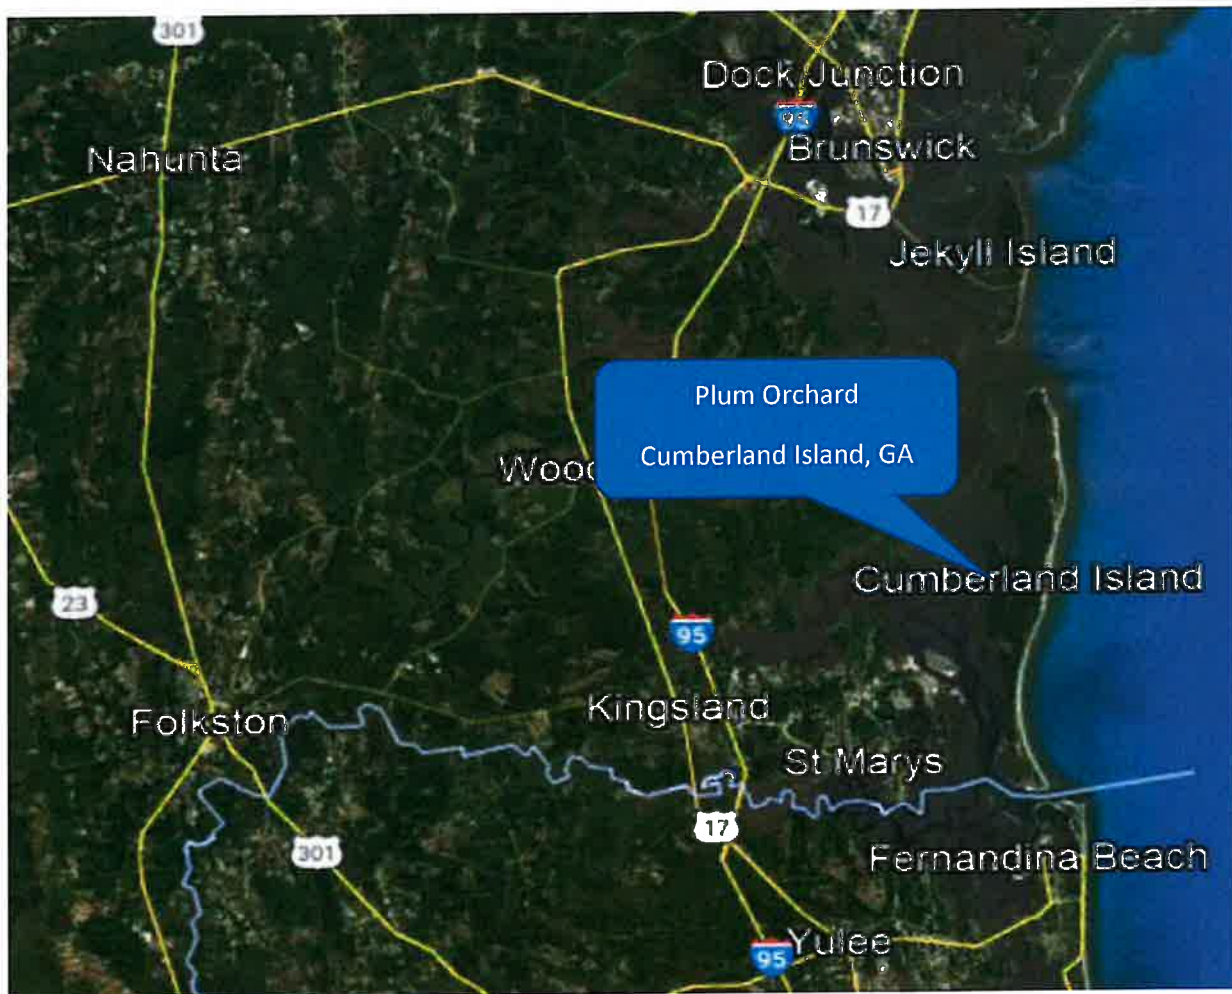 301
Dock Junction
95
Nahunta
Brunswick
17
Jekyll Island
Plum Orchard
Cumberland Island, GA
Wood
Cumberland Island
23
95
Kingsland
Folkston
St Marys
17
301
Fernandina Beach
Yulee
95